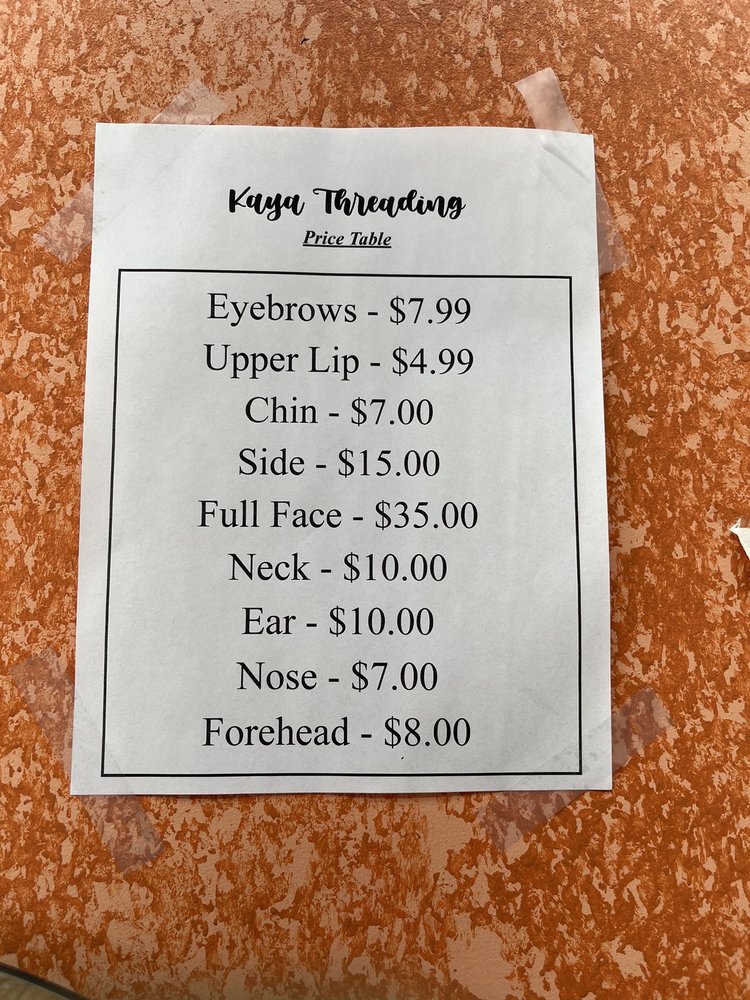 Kaya Threading
Price Table
Eyebrows - $7.99
Upper Lip - $4.99
Chin - $7.00
Side - $15.00
Full Face - $35.00
Neck - $10.00
Ear - $10.00
Nose - $7.00
Forehead - $8.00